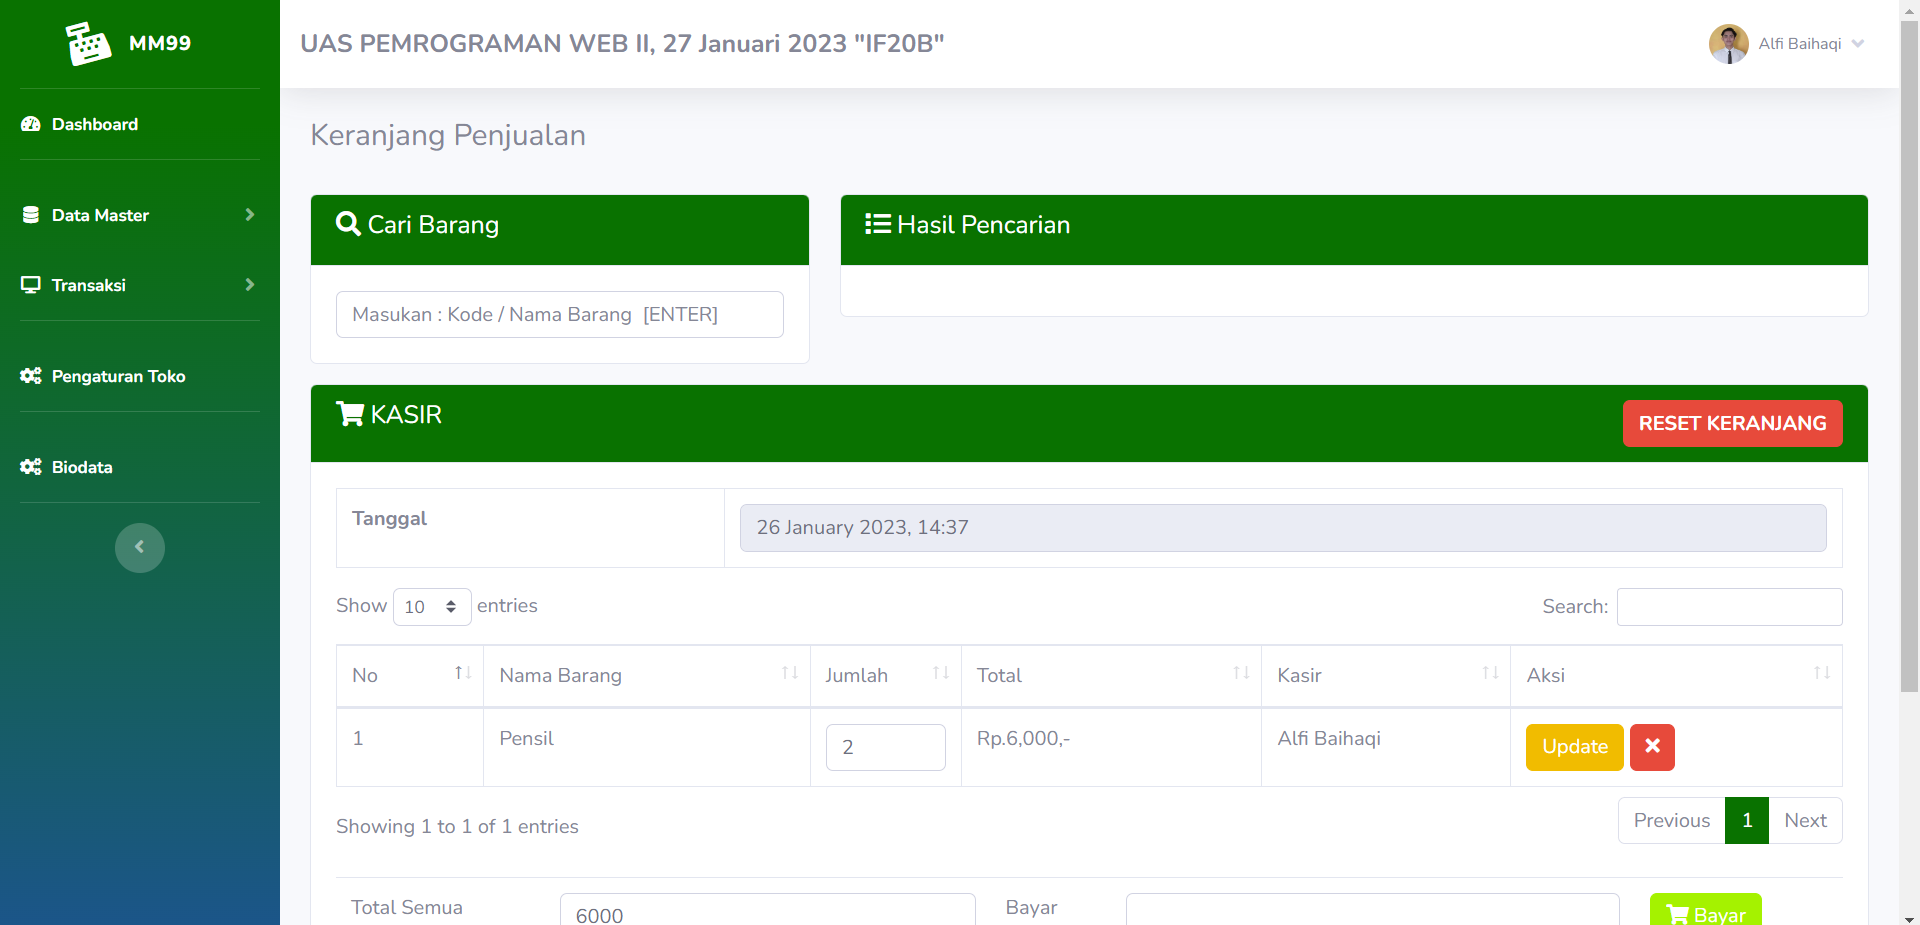 MM99
UAS PEMROGRAMAN WEB II, 27 Januari 2023 "IF20B"
Alfi Baihaqi
Dashboard
Data Master
Transaksi
Pengaturan Toko
Biodata
Keranjang Penjualan
Cari Barang
Masukan : Kode / Nama Barang [ENTER]
Hasil Pencarian
KASIR
RESET KERANJANG
Tanggal
26 January 2023, 14:37
Show 10 entries
Search:
No Nama Barang Jumlah Total Kasir Aksi
1 Pensil 2 Rp.6,000,- Alfi Baihaqi Update
Showing 1 to 1 of 1 entries
Previous 1 Next
Total Semua 6000 Bayar Bayar